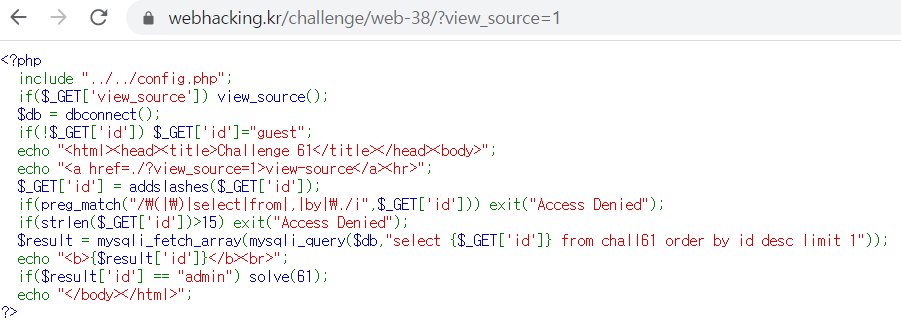 webhacking.kr/challenge/web-38/?view_source=1
<?php
  include "../../config.php";
  if($_GET['view_source']) view_source();
  $db = dbconnect();
  if(!$_GET['id']) $_GET['id']="guest";
  echo "<html><head><title>Challenge 61</title></head><body>";
  echo "<a href=./?view_source=1>view-source</a><hr>";
  $_GET['id'] = addslashes($_GET['id']);
  if(preg_match("/₩(|₩)|select|from|,|by|₩./i",$_GET['id'])) exit("Access Denied");
  if(strlen($_GET['id'])>15) exit("Access Denied");
  $result = mysqli_fetch_array(mysqli_query($db,"select {$_GET['id']} from chall61 order by id desc limit 1"));
  echo "<b>{$result['id']}</b><br>";
  if($result['id'] == "admin") solve(61);
  echo "</body></html>";
?>